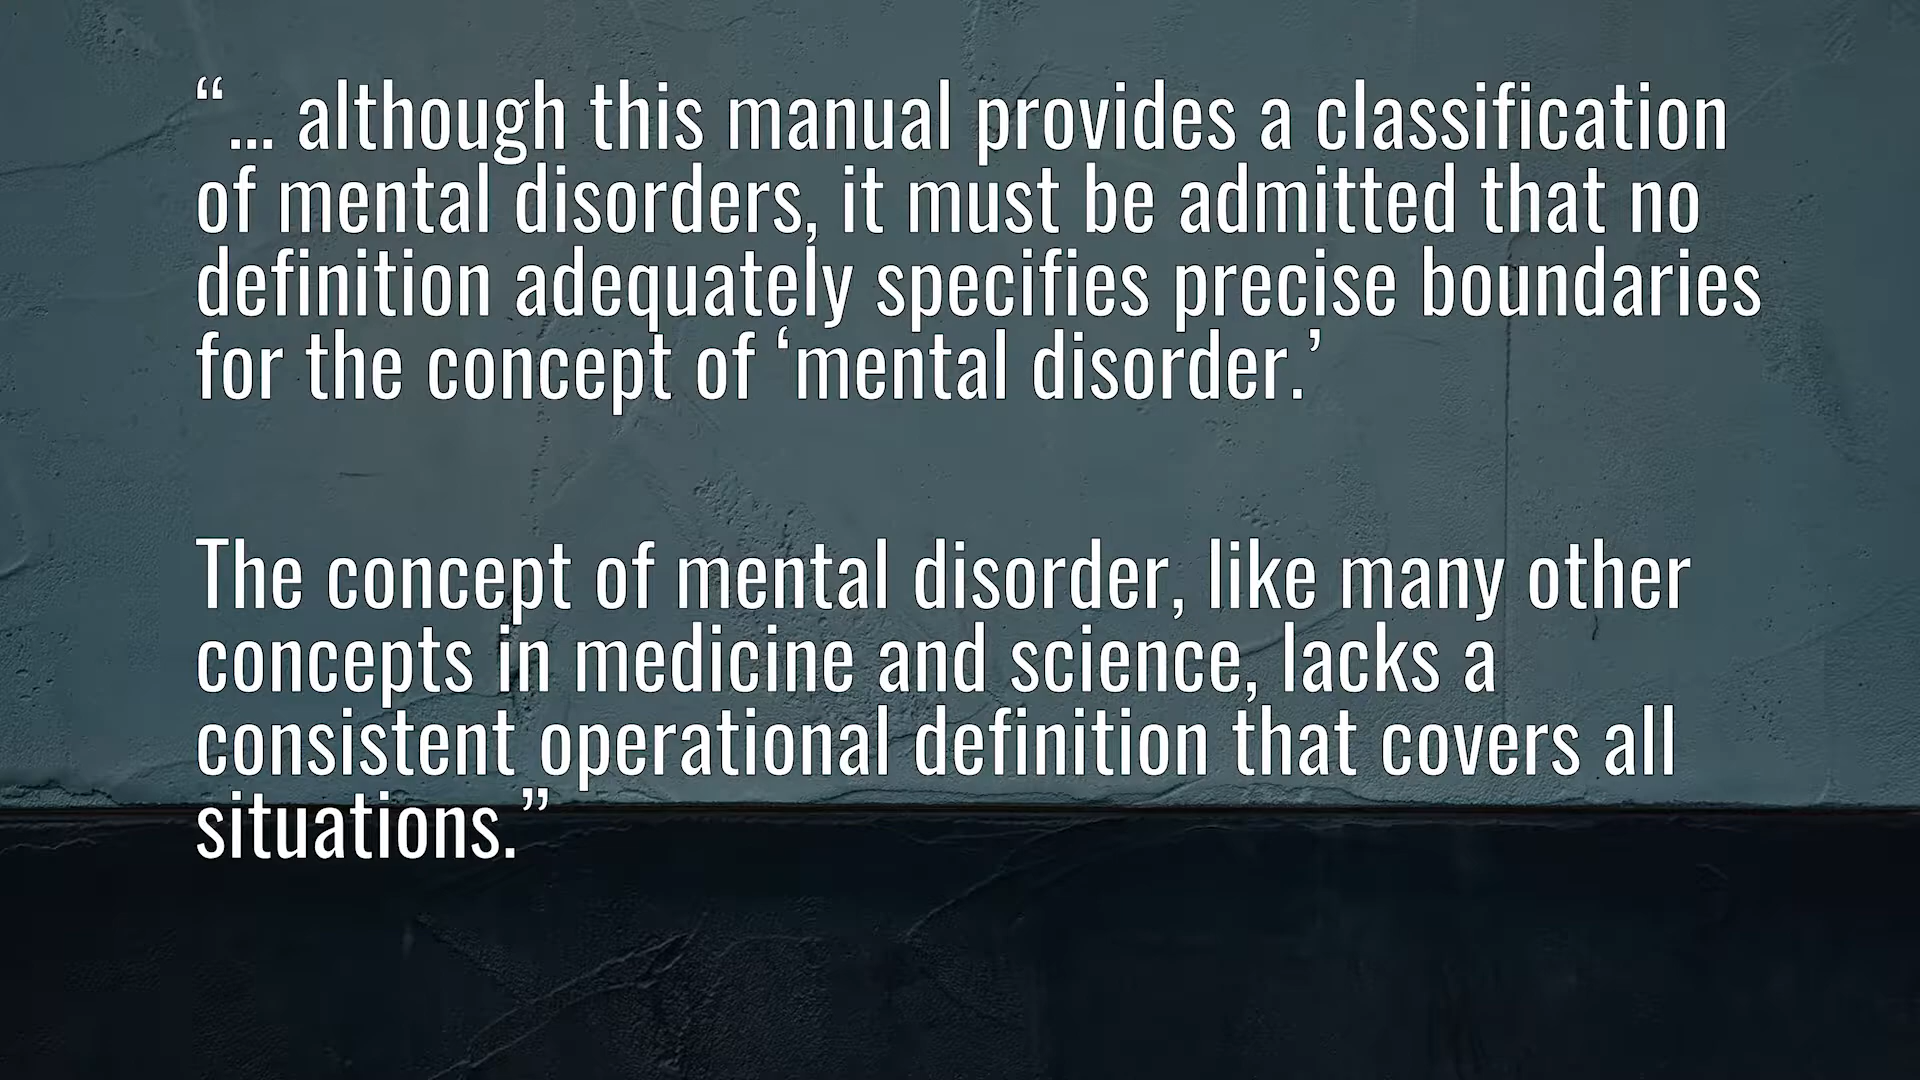 “... although this manual provides a classification
of mental disorders, it must be admitted that no
definition adequately specifies precise boundaries
for the concept of ‘mental disorder.’
The concept of mental disorder, like many other
concepts in medicine and science, lacks a
consistent operational definition that covers all
situations.”